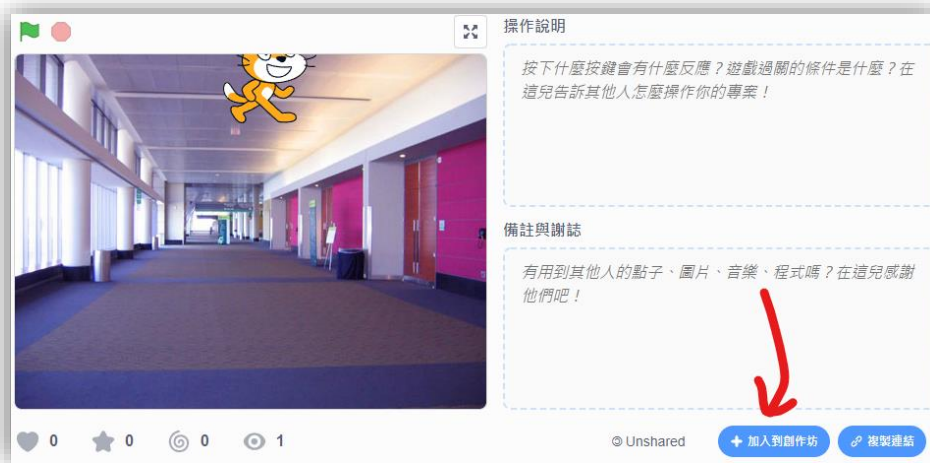 操作說明
按下什麼按鍵會有什麼反應？遊戲過關的條件是什麼？在
這兒告訴其他人怎麼操作你的專案！
備註與謝誌
有用到其他人的點子、圖片、音樂、程式嗎？在這兒感謝
他們吧！
0 0 0 1
Unshared
加入到創作坊
複製連結